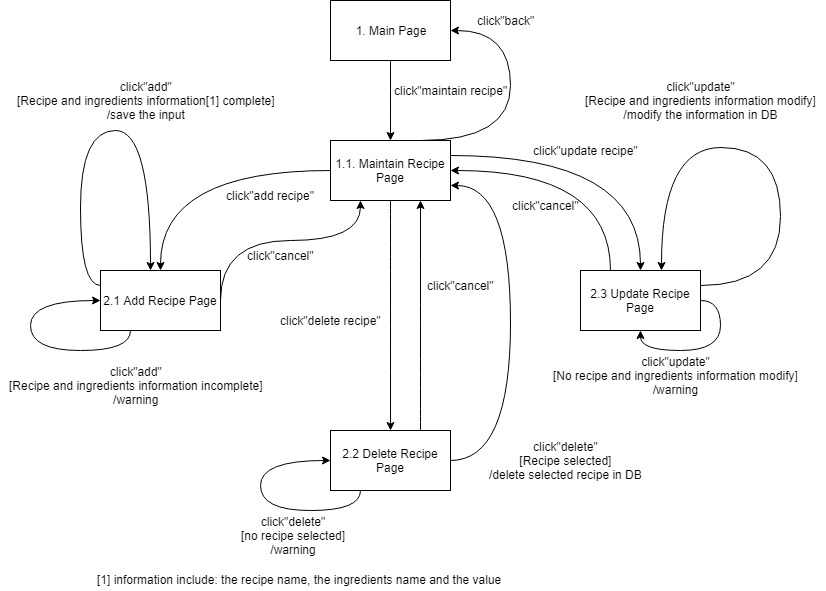 1. Main Page
click"back"
click"maintain recipe"
click"add"
[Recipe and ingredients information[1] complete]
/save the input
click"update"
[Recipe and ingredients information modify]
/modify the information in DB
1.1. Maintain Recipe
Page
click"update recipe"
click"add recipe"
click"cancel"
click"cancel"
2.1 Add Recipe Page
click"cancel"
2.3 Update Recipe
Page
click"delete recipe"
click"add"
[Recipe and ingredients information incomplete]
/warning
click"update"
[No recipe and ingredients information modify]
/warning
2.2 Delete Recipe
Page
click"delete"
[Recipe selected]
/delete selected recipe in DB
click"delete"
[no recipe selected]
/warning
[1] information include: the recipe name, the ingredients name and the value